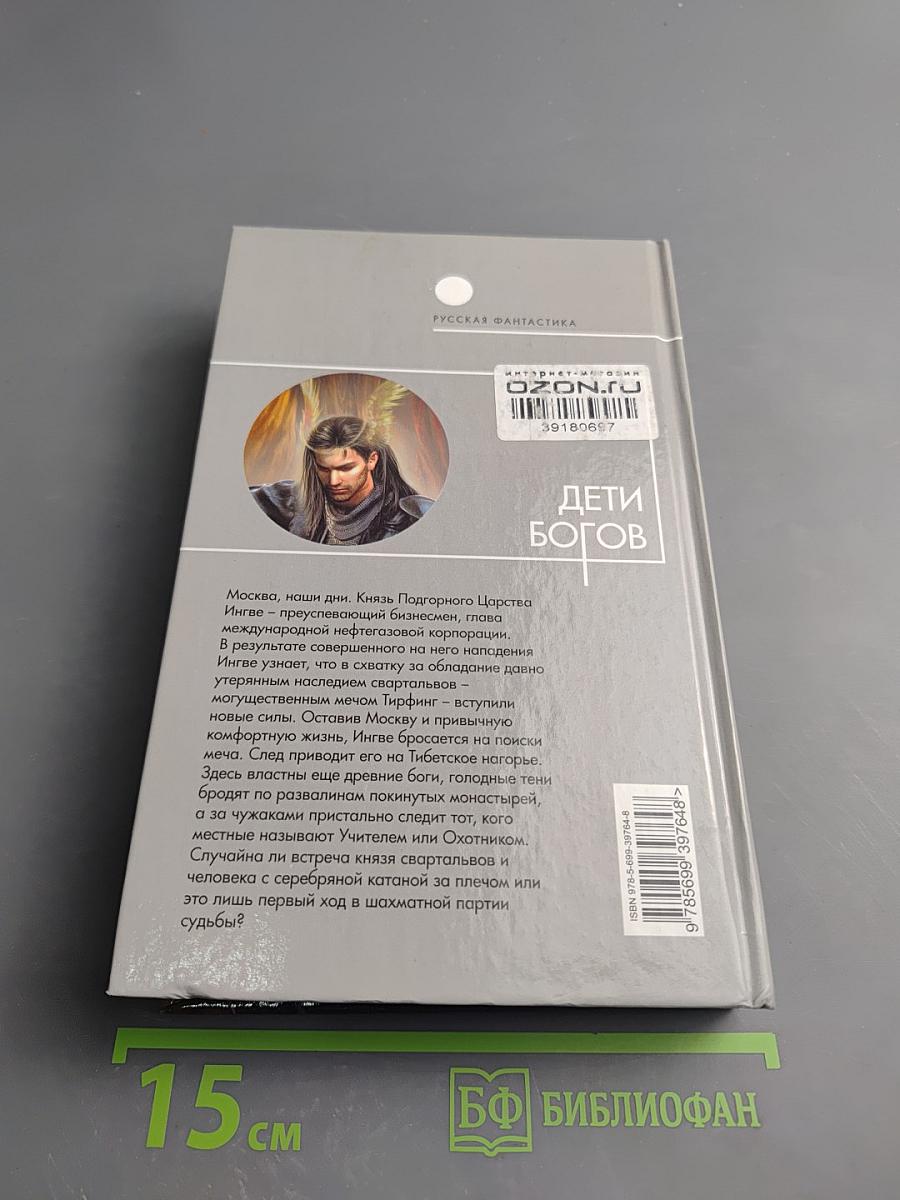 РУССКАЯ ФАНТАСТИКА
интернет-магазин
OZON.ru
39180697
ДЕТИ
БОГОВ
Москва, наши дни. Князь Подгорного Царства
Ингве – преуспевающий бизнесмен, глава
международной нефтегазовой корпорации.
В результате совершенного на него нападения
Ингве узнает, что в схватку за обладание давно
утерянным наследием свартальвов –
могущественным мечом Тирфинг – вступили
новые силы. Оставив Москву и привычную
комфортную жизнь, Ингве бросается на поиски
меча. След приводит его на Тибетское нагорье.
Здесь властны еще древние боги, голодные тени
бродят по развалинам покинутых монастырей,
а за чужаками пристально следит тот, кого
местные называют Учителем или Охотником.
Случайна ли встреча князя свартальвов и
человека с серебряной катаной за плечом или
это лишь первый ход в шахматной партии
судьбы?
ISBN 978-5-699-39764-8
9 785699 397648 >
15 см
БФ БИБЛИОФАН